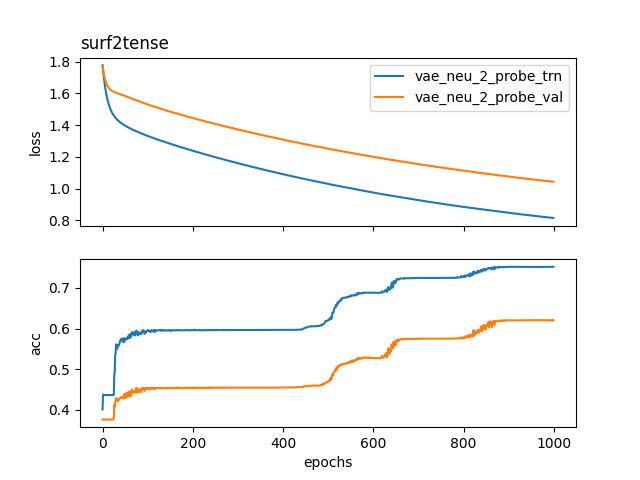 surf2tense
1.8
1.6
1.4
1.2
1.0
0.8
loss
vae_neu_2_probe_trn
vae_neu_2_probe_val
0.7
0.6
0.5
0.4
acc
0 200 400 600 800 1000
epochs